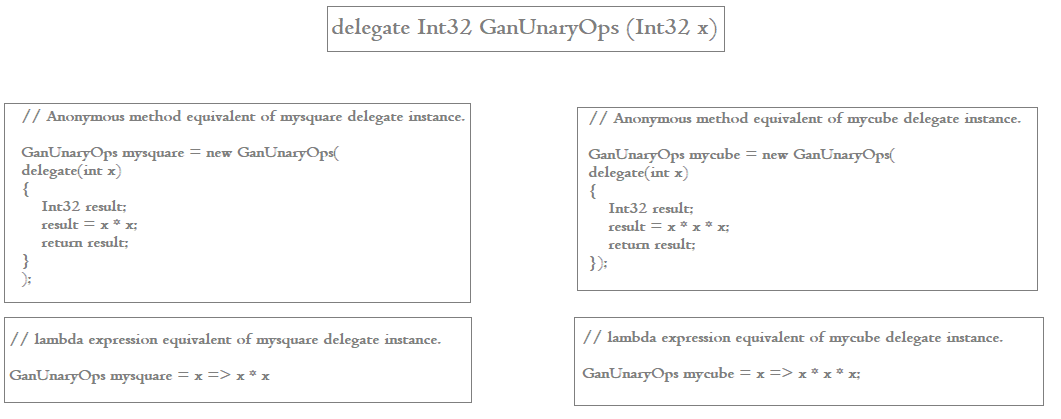 delegate Int32 GanUnaryOps (Int32 x)
// Anonymous method equivalent of mysquare delegate instance.
GanUnaryOps mysquare = new GanUnaryOps(
delegate(int x)
{
Int32 result;
result = x * x;
return result;
}
);
// Anonymous method equivalent of mycube delegate instance.
GanUnaryOps mycube = new GanUnaryOps(
delegate(int x)
{
Int32 result;
result = x * x * x;
return result;
});
// lambda expression equivalent of mysquare delegate instance.
GanUnaryOps mysquare = x => x * x
// lambda expression equivalent of mycube delegate instance.
GanUnaryOps mycube = x => x * x * x;